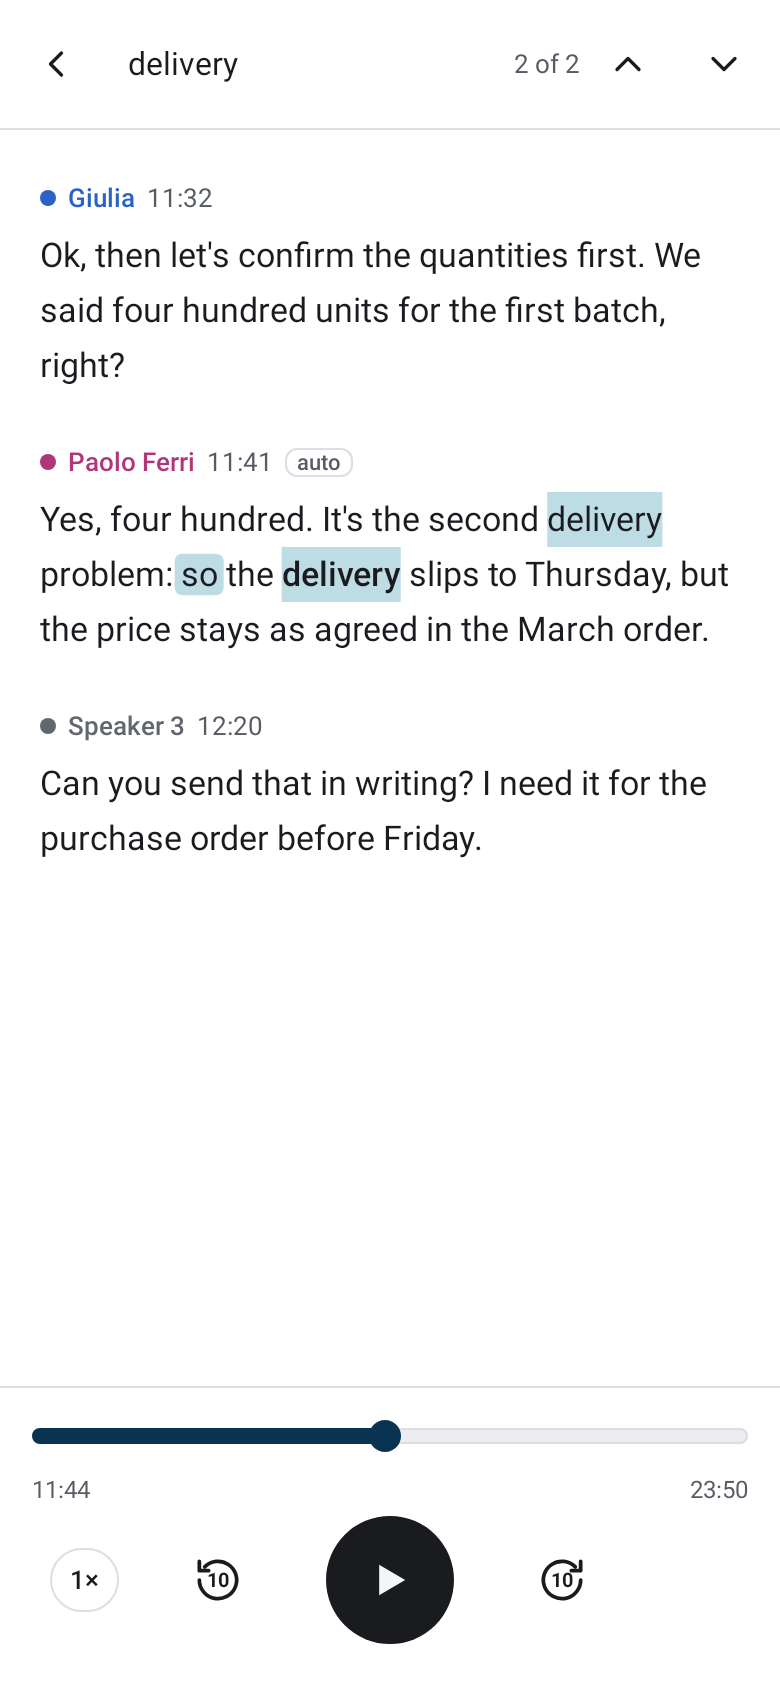 delivery 2 of 2
Giulia 11:32
Ok, then let's confirm the quantities first. We
said four hundred units for the first batch,
right?
Paolo Ferri 11:41 auto
Yes, four hundred. It's the second delivery
problem: so the delivery slips to Thursday, but
the price stays as agreed in the March order.
Speaker 3 12:20
Can you send that in writing? I need it for the
purchase order before Friday.
11:44 23:50
1× 10 10